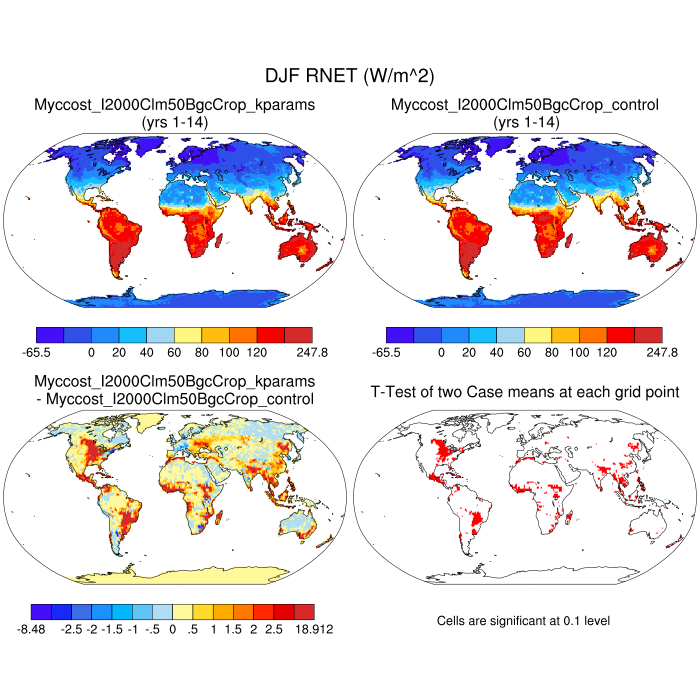 DJF RNET (W/m^2)
Myccost_I2000Clm50BgcCrop_kparams
(yrs 1-14)
Myccost_I2000Clm50BgcCrop_control
(yrs 1-14)
-65.5 0 20 40 60 80 100 120 247.8
-65.5 0 20 40 60 80 100 120 247.8
Myccost_I2000Clm50BgcCrop_kparams
- Myccost_I2000Clm50BgcCrop_control
T-Test of two Case means at each grid point
-8.48 -2.5 -2 -1.5 -1 -.5 0 .5 1 1.5 2 2.5 18.912
Cells are significant at 0.1 level